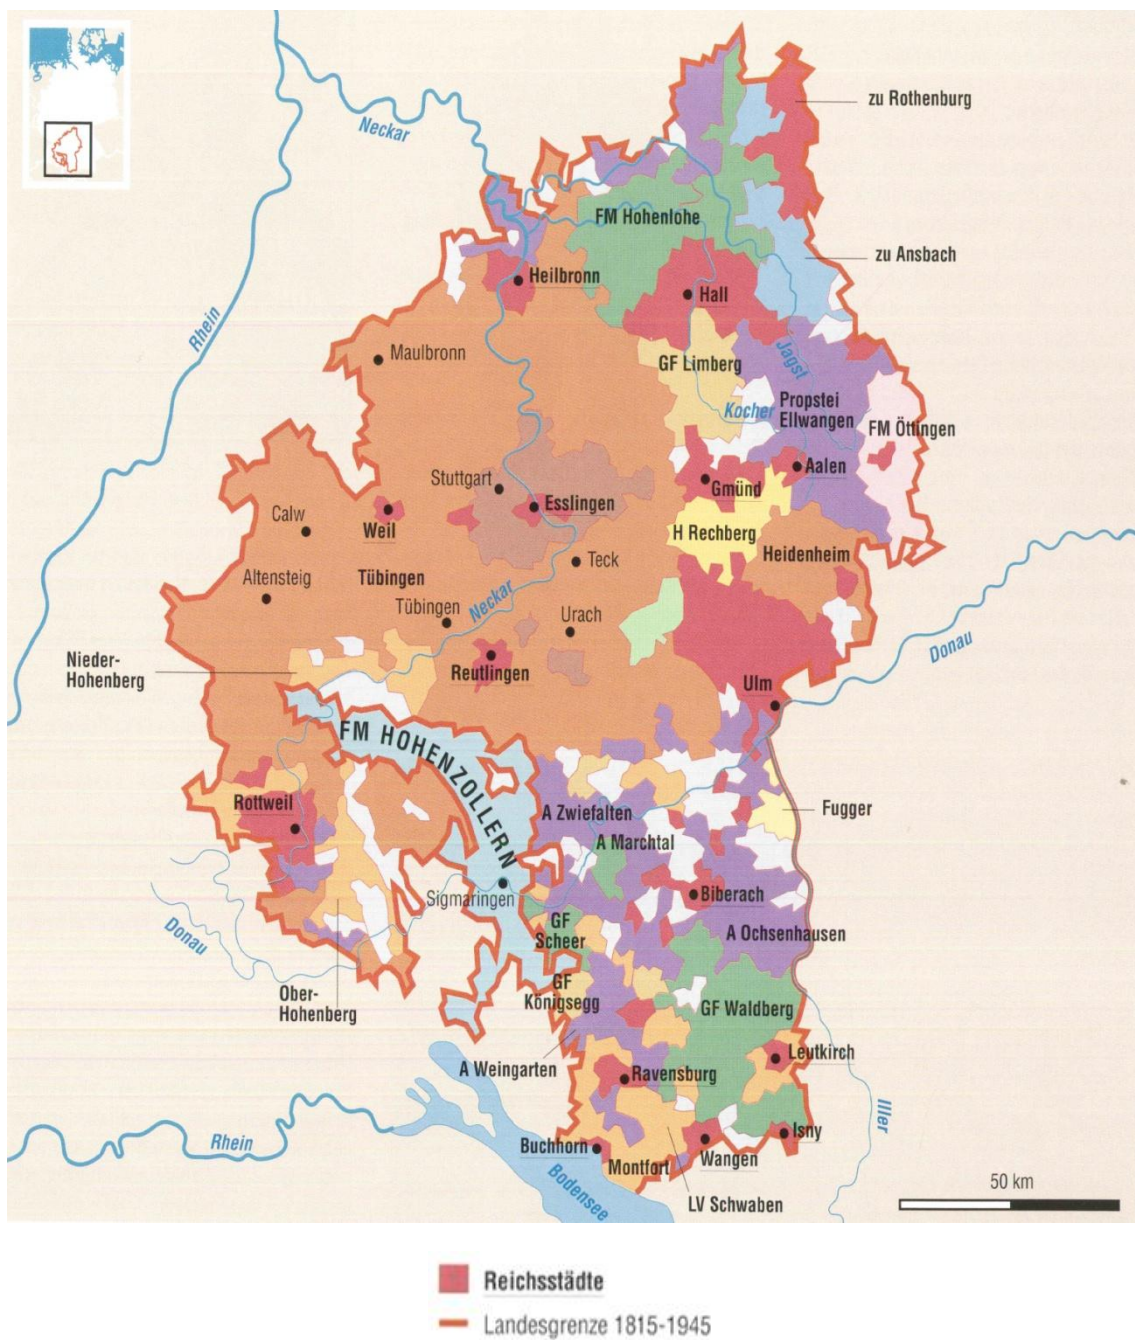 zu Rothenburg
Neckar
FM Hohenlohe
zu Ansbach
Heilbronn
Hall
Rhein
Maulbronn
GF Limberg
Jagst
Kocher
Propstei
Ellwangen
FM Öttingen
Stuttgart
Aalen
Gmünd
Esslingen
Calw
Weil
H Rechberg
Heidenheim
Teck
Altensteig
Tübingen
Tübingen
Neckar
Urach
Donau
Nieder-
Hohenberg
Reutlingen
Ulm
FM HOHENZOLLERN
Rottweil
A Zwiefalten
Fugger
A Marchtal
Sigmaringen
Biberach
Donau
GF
Scheer
A Ochsenhausen
Ober-
Hohenberg
GF
Königsegg
GF Waldberg
A Weingarten
Leutkirch
Ravensburg
Iller
Rhein
Buchhorn
Isny
Montfort
Wangen
Bodensee
LV Schwaben
50 km
Reichsstädte
Landesgrenze 1815-1945